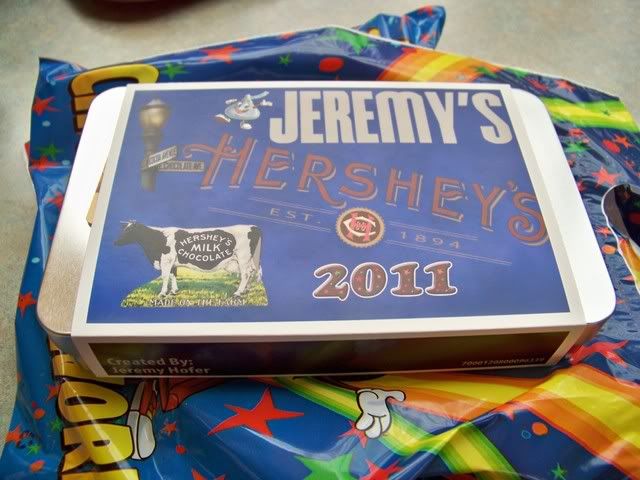 JEREMY'S
HERSHEY'S
EST. 1894
HERSHEY'S
MILK
CHOCOLATE
MADE ON THE FARM
2011
Created By:
Jeremy Hofer